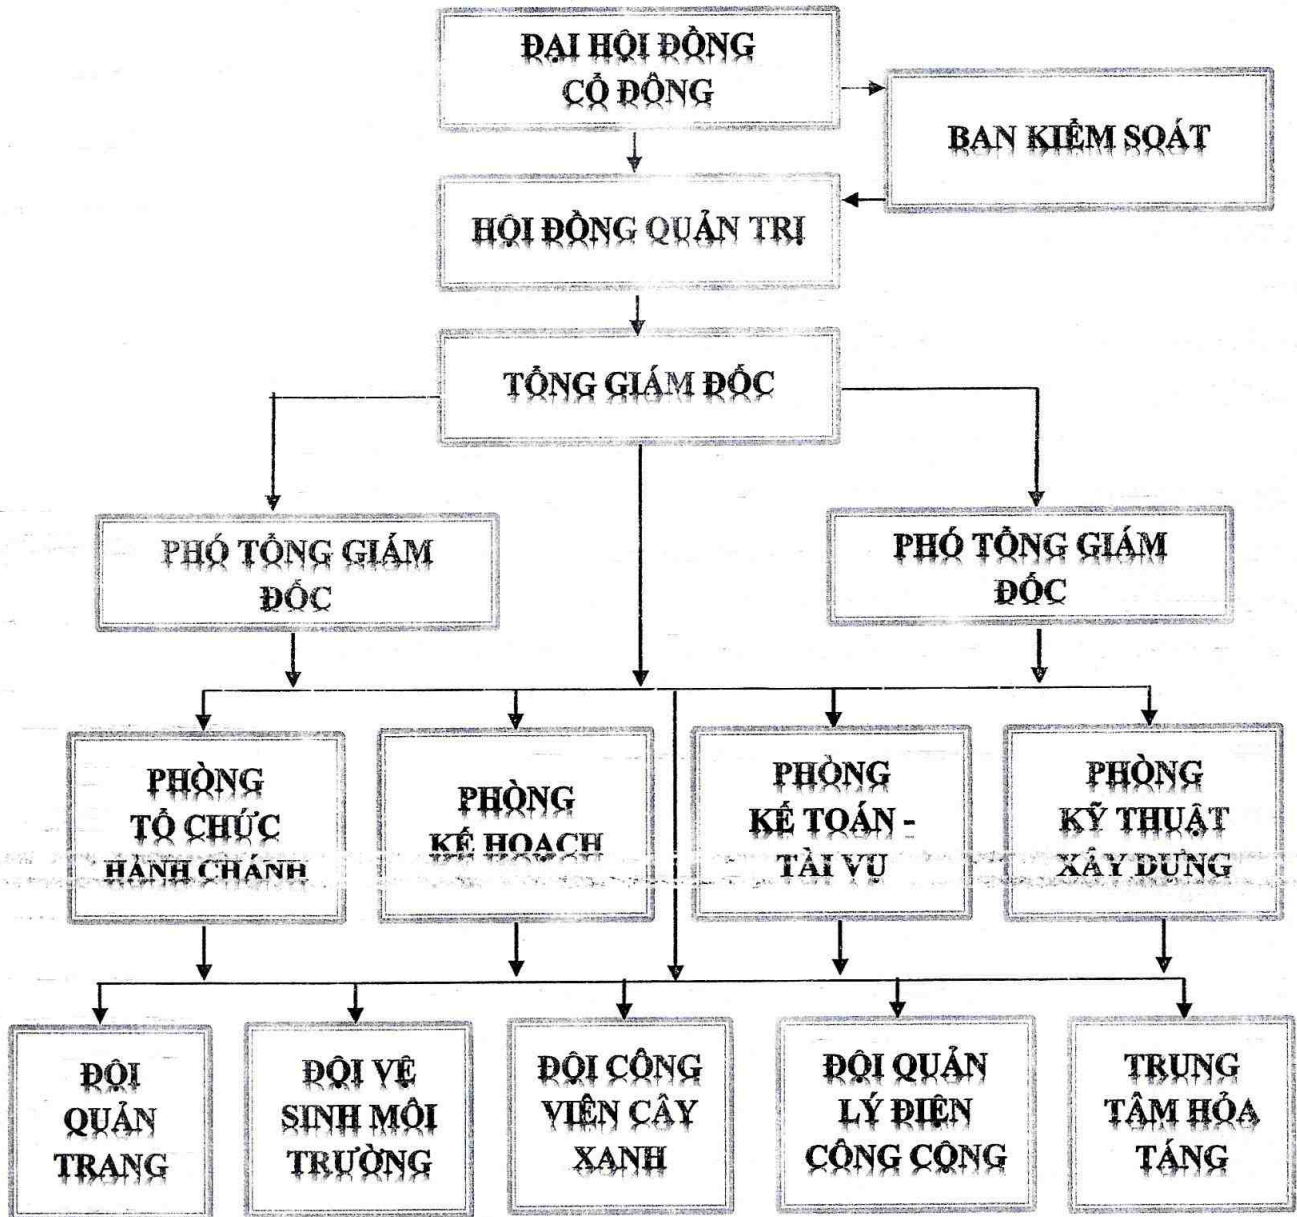 ĐẠI HỘI ĐỒNG
CỔ ĐÔNG
BAN KIỂM SOÁT
HỘI ĐỒNG QUẢN TRỊ
TỔNG GIÁM ĐỐC
PHÓ TỔNG GIÁM
ĐỐC
PHÓ TỔNG GIÁM
ĐỐC
PHÒNG
TỔ CHỨC
HÀNH CHÁNH
PHÒNG
KẾ HOẠCH
PHÒNG
KẾ TOÁN -
TÀI VỤ
PHÒNG
KỸ THUẬT
XÂY DỰNG
ĐỘI
QUẢN
TRANG
ĐỘI VỆ
SINH MÔI
TRƯỜNG
ĐỘI CÔNG
VIÊN CÂY
XANH
ĐỘI QUẢN
LÝ ĐIỆN
CÔNG CỘNG
TRUNG
TÂM HỎA
TÁNG